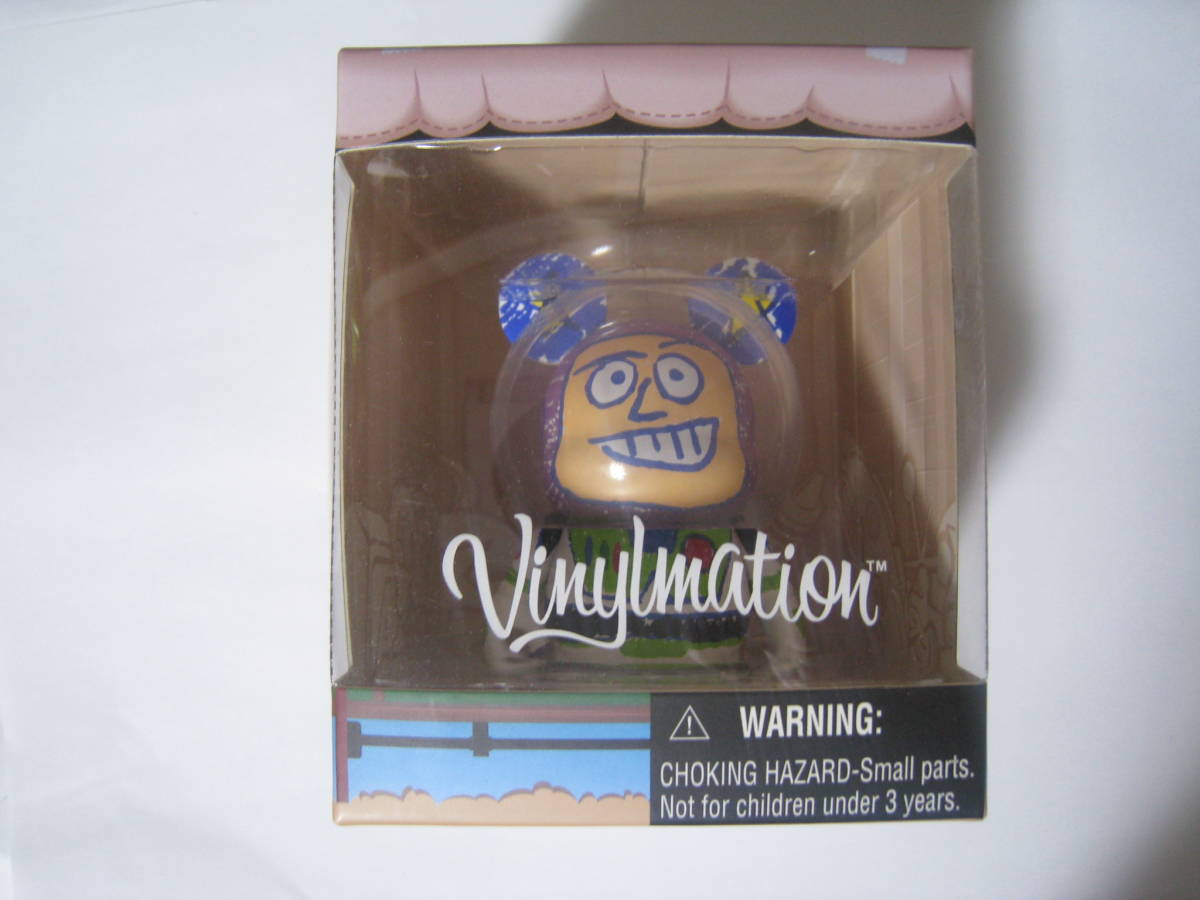 Vinylmation™
WARNING:
CHOKING HAZARD-Small parts.
Not for children under 3 years.